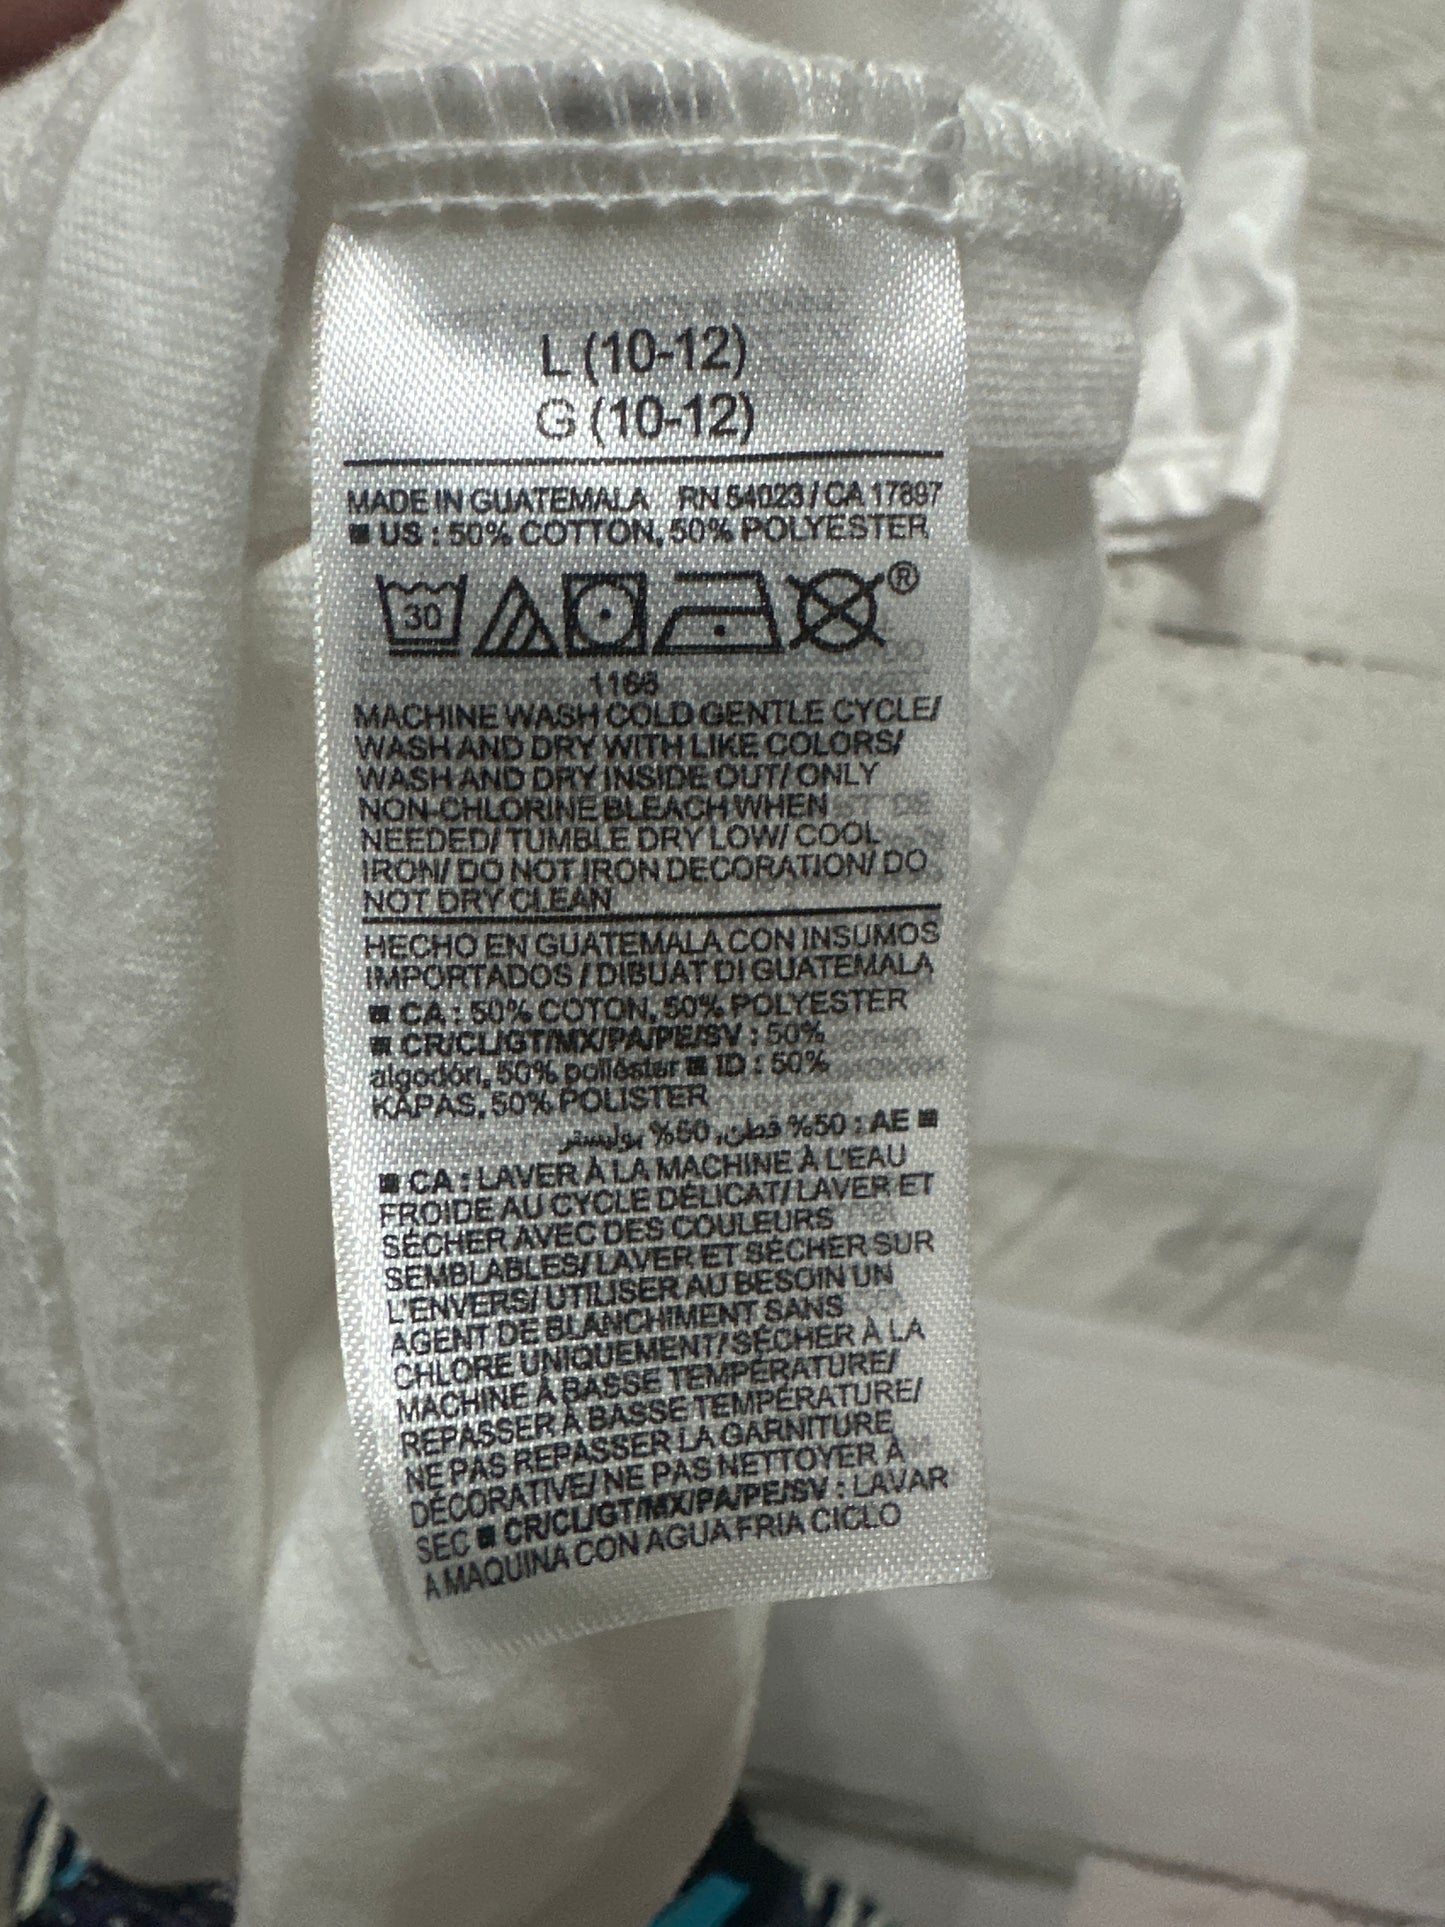 L (10-12)
G (10-12)
MADE IN GUATEMALA RN 54023 / CA 17897
■ US : 50% COTTON, 50% POLYESTER
30 ®
1166
MACHINE WASH COLD GENTLE CYCLE/
WASH AND DRY WITH LIKE COLORS/
WASH AND DRY INSIDE OUT/ ONLY
NON-CHLORINE BLEACH WHEN
NEEDED/ TUMBLE DRY LOW/ COOL
IRON/ DO NOT IRON DECORATION/ DO
NOT DRY CLEAN
HECHO EN GUATEMALA CON INSUMOS
IMPORTADOS / DIBUAT DI GUATEMALA
■ CA : 50% COTON, 50% POLYESTER
■ CR/CL/GT/MX/PA/PE/SV : 50%
algodón, 50% poliéster ■ ID : 50%
KAPAS, 50% POLISTER
■ AE : 50% قطن, 50% بوليستر
■ CA : LAVER À LA MACHINE À L'EAU
FROIDE AU CYCLE DÉLICAT/ LAVER ET
SÉCHER AVEC DES COULEURS
SEMBLABLES/ LAVER ET SÉCHER SUR
L'ENVERS/ UTILISER AU BESOIN UN
AGENT DE BLANCHIMENT SANS
CHLORE UNIQUEMENT/ SÉCHER À LA
MACHINE À BASSE TEMPÉRATURE/
REPASSER À BASSE TEMPÉRATURE/
NE PAS REPASSER LA GARNITURE
DÉCORATIVE/ NE PAS NETTOYER À
SEC ■ CR/CL/GT/MX/PA/PE/SV : LAVAR
A MAQUINA CON AGUA FRIA CICLO